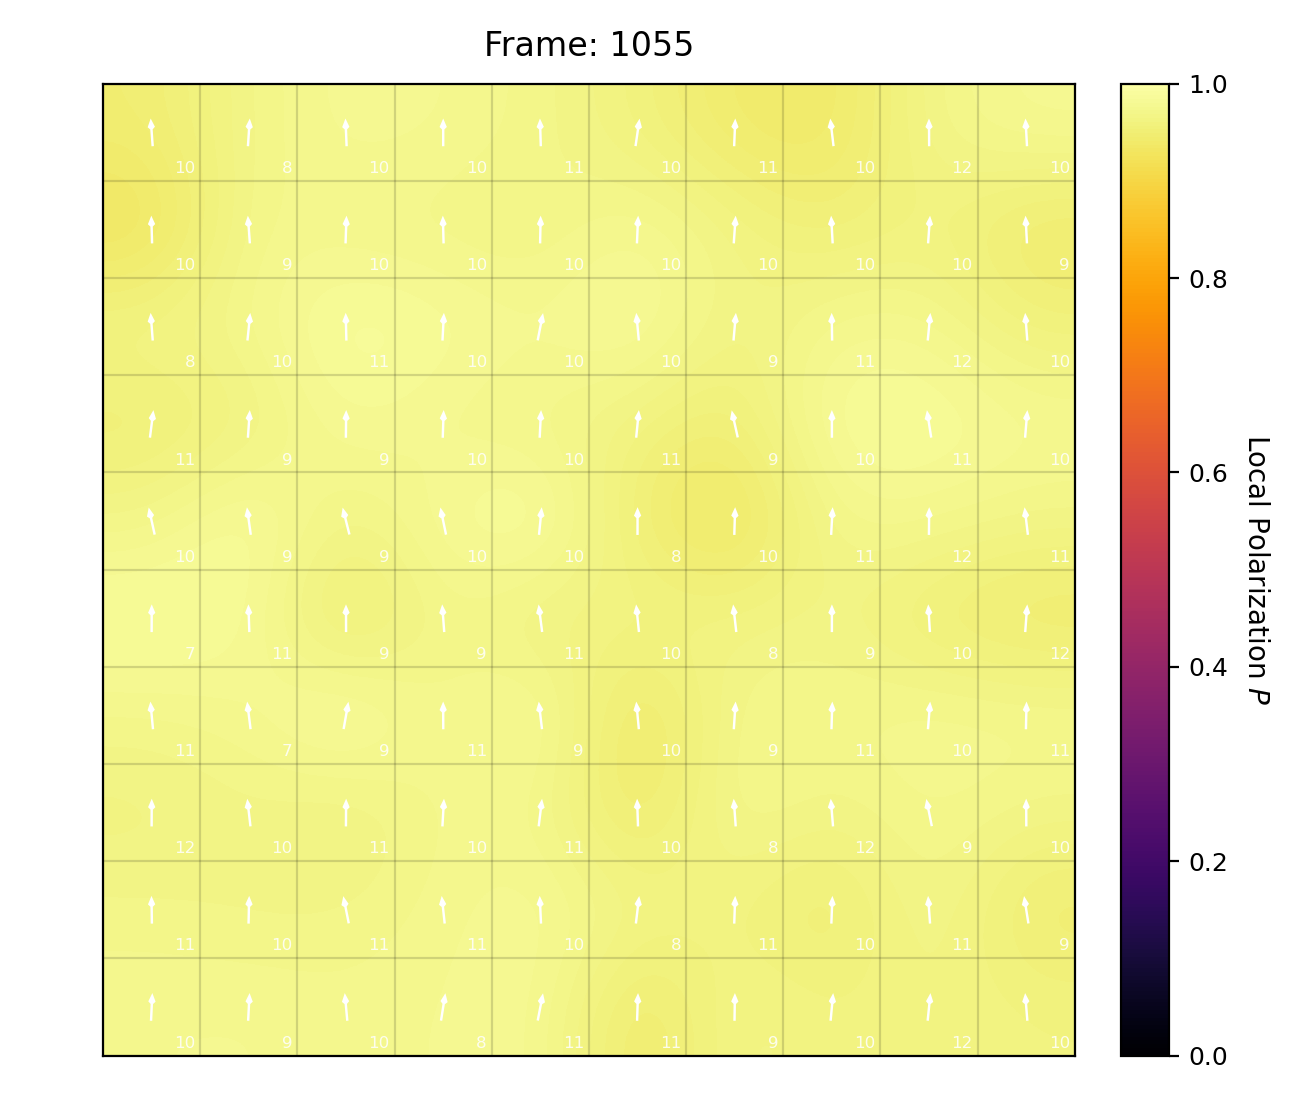 Frame: 1055
10 8 10 10 11 10 11 10 12 10
10 9 10 10 10 10 10 10 10 9
8 10 11 10 10 10 9 11 12 10
11 9 9 10 10 11 9 10 11 10
10 9 9 10 10 8 10 11 12 11
7 11 9 9 11 10 8 9 10 12
11 7 9 11 9 10 9 11 10 11
12 10 11 10 11 10 8 12 9 10
11 10 11 11 10 8 11 10 11 9
10 9 10 8 11 11 9 10 12 10
1.0
0.8
0.6
0.4
0.2
0.0
Local Polarization P